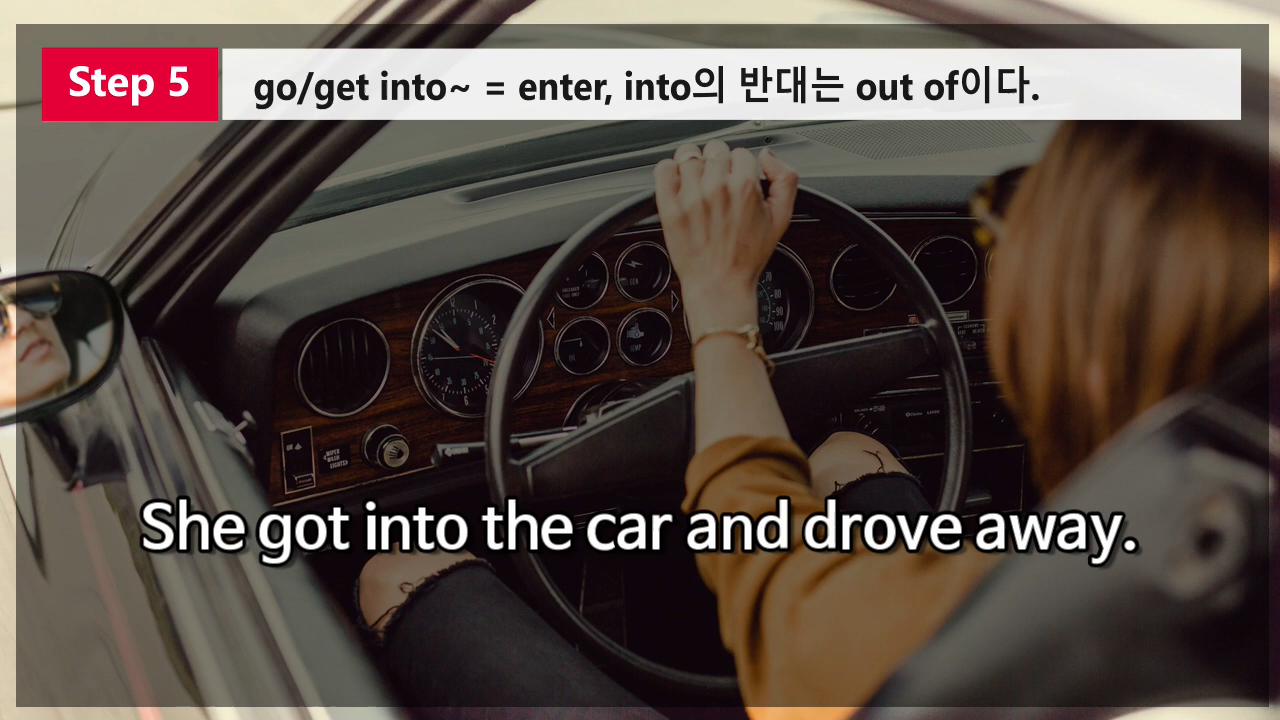 Step 5
go/get into~ = enter, into의 반대는 out of이다.
She got into the car and drove away.